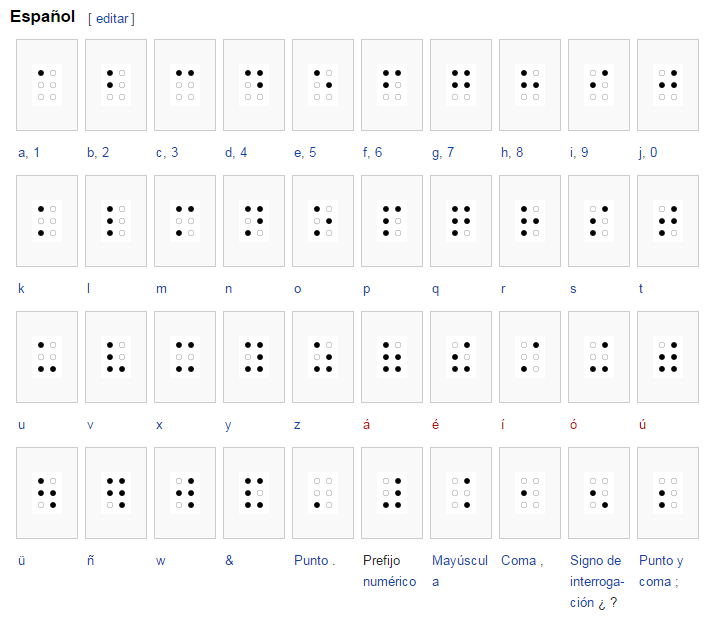 Español [ editar ]
a, 1 b, 2 c, 3 d, 4 e, 5 f, 6 g, 7 h, 8 i, 9 j, 0
k l m n o p q r s t
u v x y z á é í ó ú
ü ñ w & Punto . Prefijo Mayúscul Coma , Signo de Punto y
numérico a interroga- coma ;
ción ¿ ?